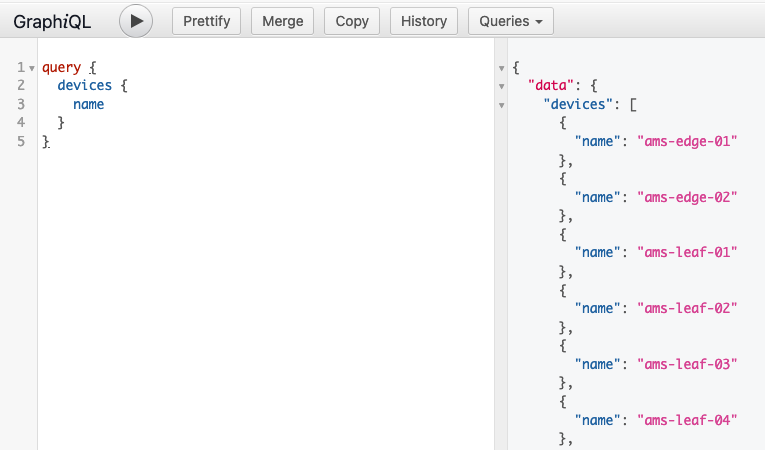 GraphiQL Prettify Merge Copy History Queries
1 query {
2 devices {
3 name
4 }
5 }
{
"data": {
"devices": [
{
"name": "ams-edge-01"
},
{
"name": "ams-edge-02"
},
{
"name": "ams-leaf-01"
},
{
"name": "ams-leaf-02"
},
{
"name": "ams-leaf-03"
},
{
"name": "ams-leaf-04"
},